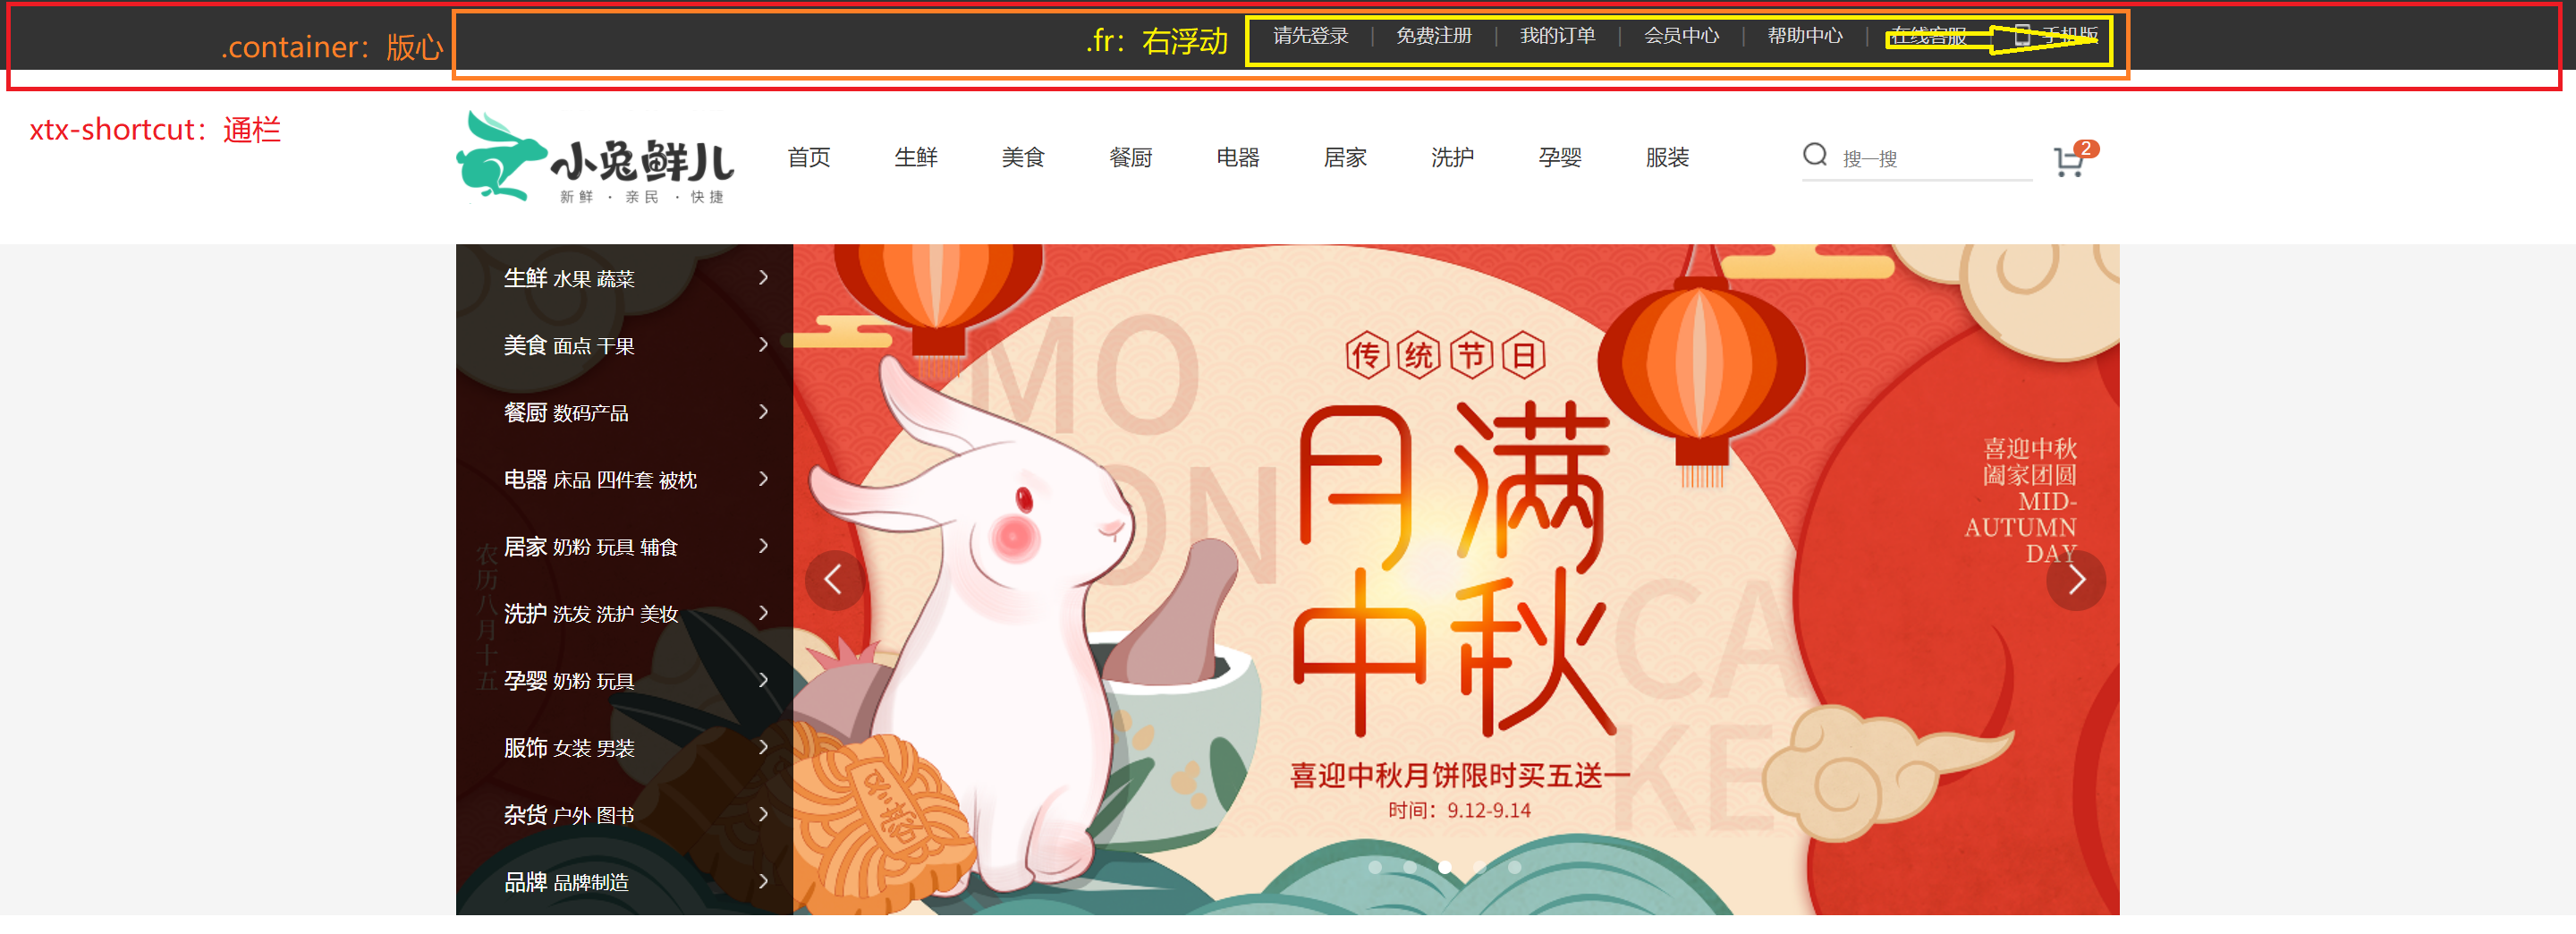 .container：版心
.fr：右浮动
请先登录 | 免费注册 | 我的订单 | 会员中心 | 帮助中心 | 在线客服 | 手机版
xtx-shortcut：通栏
小兔鲜儿
新鲜 · 亲民 · 快捷
首页 生鲜 美食 餐厨 电器 居家 洗护 孕婴 服装
搜一搜
2
生鲜 水果 蔬菜
美食 面点 干果
餐厨 数码产品
电器 床品 四件套 被枕
居家 奶粉 玩具 辅食
洗护 洗发 洗护 美妆
孕婴 奶粉 玩具
服饰 女装 男装
杂货 户外 图书
品牌 品牌制造
农历八月十五
MO
ON
传统节日
月满
中秋
CA
KE
喜迎中秋月饼限时买五送一
时间：9.12-9.14
喜迎中秋
阖家团圆
MID-
AUTUMN
DAY